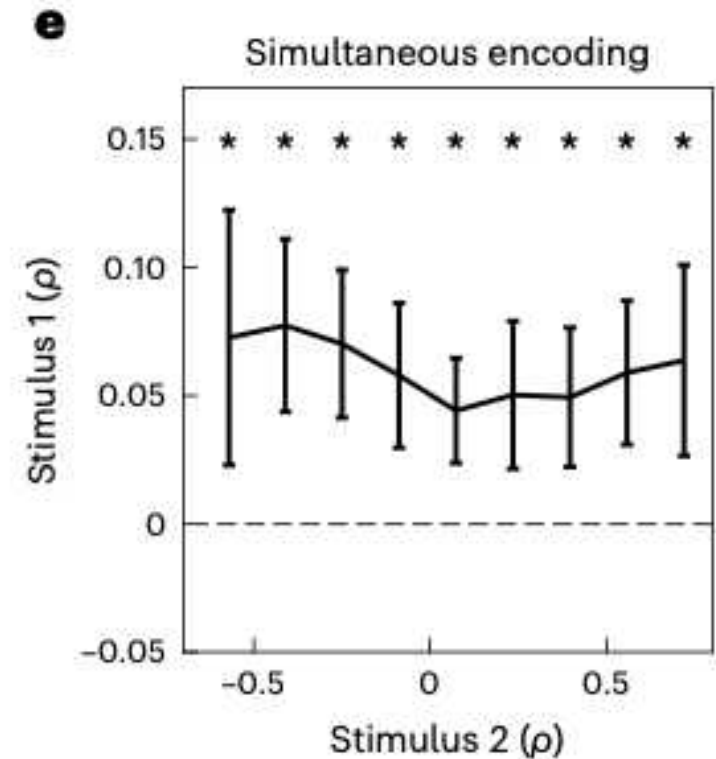 e
Simultaneous encoding
0.15 * * * * * * * * *
0.10
0.05
0
−0.05
−0.5 0 0.5
Stimulus 1 (ρ)
Stimulus 2 (ρ)